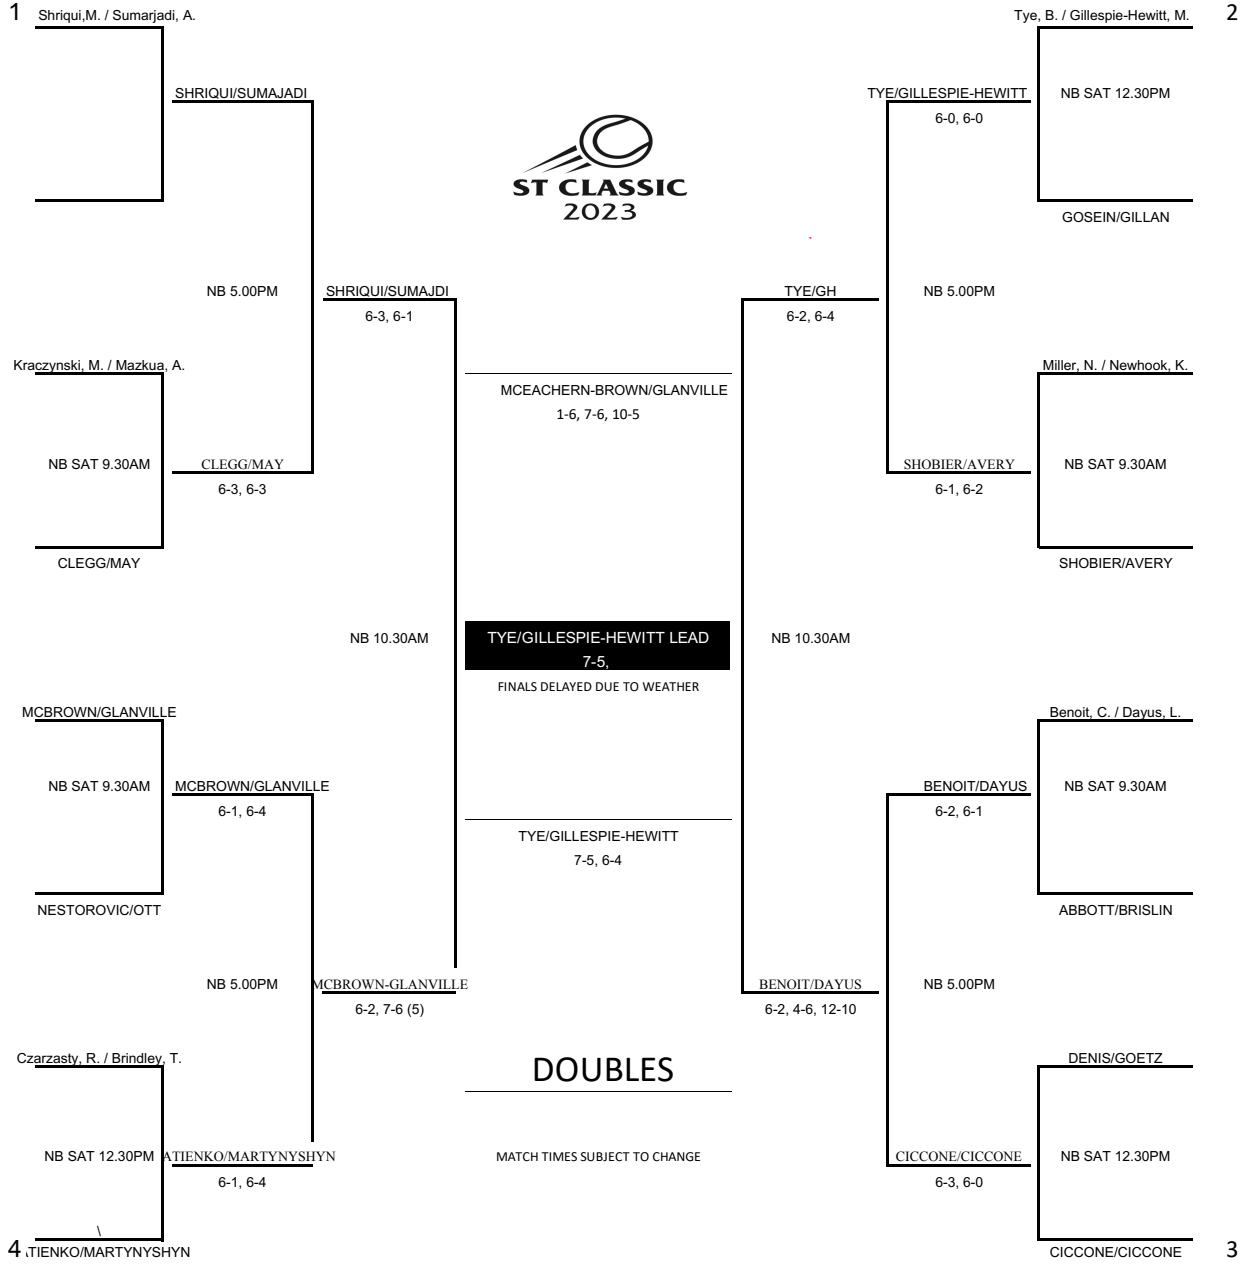 1 Shriqui,M. / Sumarjadi, A.
Tye, B. / Gillespie-Hewitt, M. 2
SHRIQUI/SUMAJADI
TYE/GILLESPIE-HEWITT
NB SAT 12.30PM
6-0, 6-0
ST CLASSIC
2023
GOSEIN/GILLAN
NB 5.00PM
SHRIQUI/SUMAJDI
6-3, 6-1
TYE/GH
6-2, 6-4
NB 5.00PM
Kraczynski, M. / Mazkua, A.
Miller, N. / Newhook, K.
MCEACHERN-BROWN/GLANVILLE
1-6, 7-6, 10-5
NB SAT 9.30AM
CLEGG/MAY
6-3, 6-3
SHOBIER/AVERY
6-1, 6-2
NB SAT 9.30AM
CLEGG/MAY
SHOBIER/AVERY
NB 10.30AM
TYE/GILLESPIE-HEWITT LEAD
7-5,
FINALS DELAYED DUE TO WEATHER
NB 10.30AM
MCBROWN/GLANVILLE
Benoit, C. / Dayus, L.
NB SAT 9.30AM
MCBROWN/GLANVILLE
6-1, 6-4
BENOIT/DAYUS
6-2, 6-1
NB SAT 9.30AM
TYE/GILLESPIE-HEWITT
7-5, 6-4
NESTOROVIC/OTT
ABBOTT/BRISLIN
NB 5.00PM
MCBROWN-GLANVILLE
6-2, 7-6 (5)
BENOIT/DAYUS
6-2, 4-6, 12-10
NB 5.00PM
Czarzasty, R. / Brindley, T.
DOUBLES
DENIS/GOETZ
NB SAT 12.30PM
ATIENKO/MARTYNYSHYN
6-1, 6-4
MATCH TIMES SUBJECT TO CHANGE
CICCONE/CICCONE
6-3, 6-0
NB SAT 12.30PM
\
4 TIENKO/MARTYNYSHYN
CICCONE/CICCONE 3